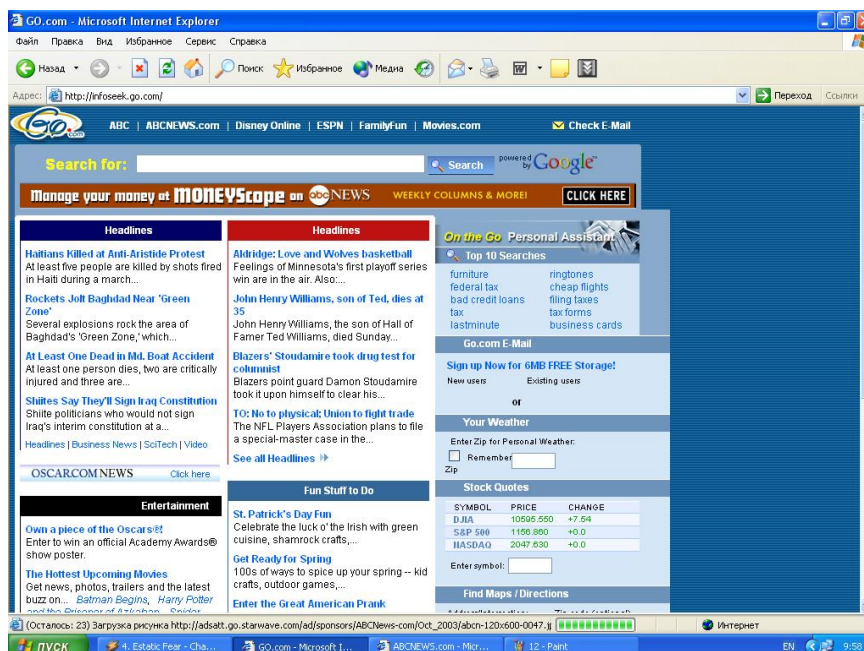 GO.com - Microsoft Internet Explorer
Файл Правка Вид Избранное Сервис Справка
Назад Поиск Избранное Медиа
Адрес: http://infoseek.go.com/ Переход Ссылки
Go.com
ABC | ABCNEWS.com | Disney Online | ESPN | FamilyFun | Movies.com Check E-Mail
Search for: Search powered by Google
Manage your money at MONEYScope on abc NEWS WEEKLY COLUMNS & MORE! CLICK HERE
Headlines
Haitians Killed at Anti-Aristide Protest
At least five people are killed by shots fired
in Haiti during a march...
Rockets Jolt Baghdad Near 'Green
Zone'
Several explosions rock the area of
Baghdad's 'Green Zone,' which...
At Least One Dead in Md. Boat Accident
At least one person dies, two are critically
injured and three are...
Shiites Say They'll Sign Iraq Constitution
Shiite politicians who would not sign
Iraq's interim constitution at a...
Headlines | Business News | SciTech | Video
OSCAR.COM NEWS Click here
Entertainment
Own a piece of the Oscars®!
Enter to win an official Academy Awards®
show poster.
The Hottest Upcoming Movies
Get news, photos, trailers and the latest
buzz on... Batman Begins, Harry Potter
and the Prisoner of Azkaban, Spider
Headlines
Aldridge: Love and Wolves basketball
Feelings of Minnesota's first playoff series
win are in the air. Also:...
John Henry Williams, son of Ted, dies at
35
John Henry Williams, the son of Hall of
Famer Ted Williams, died Sunday...
Blazers' Stoudamire took drug test for
columnist
Blazers point guard Damon Stoudamire
took it upon himself to clear his...
TO: No to physical; Union to fight trade
The NFL Players Association plans to file
a special-master case in the...
See all Headlines
Fun Stuff to Do
St. Patrick's Day Fun
Celebrate the luck o' the Irish with green
cuisine, shamrock crafts,...
Get Ready for Spring
100s of ways to spice up your spring -- kid
crafts, outdoor games,...
Enter the Great American Prank
On the Go Personal Assistant
Top 10 Searches
furniture ringtones
federal tax cheap flights
bad credit loans filing taxes
tax tax forms
lastminute business cards
Go.com E-Mail
Sign up Now for 6MB FREE Storage!
New users Existing users
or
Your Weather
Enter Zip for Personal Weather:
Remember
Zip
Stock Quotes
SYMBOL PRICE CHANGE
DJIA 10595.550 +7.54
S&P 500 1156.860 +0.0
NASDAQ 2047.630 +0.0
Enter symbol:
Find Maps / Directions
(Осталось: 23) Загрузка рисунка http://adsatt.go.starwave.com/ad/sponsors/ABCNews-com/Oct_2003/abcn-120x600-0047.j Интернет
пуск 4. Estatic Fear - Cha... GO.com - Microsoft I... ABCNEWS.com - Micr... 12 - Paint EN 9:58